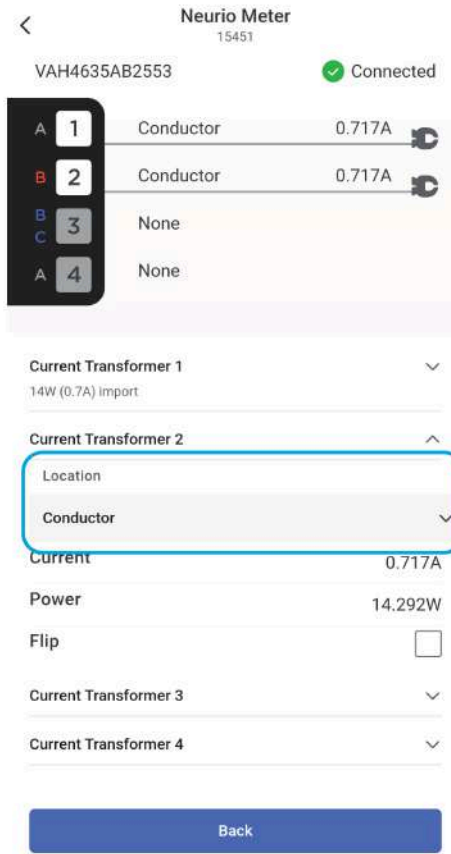 Neurio Meter
15451
VAH4635AB2553 Connected
A 1 Conductor 0.717A
B 2 Conductor 0.717A
B C 3 None
A 4 None
Current Transformer 1
14W (0.7A) import
Current Transformer 2
Location
Conductor
Current 0.717A
Power 14.292W
Flip
Current Transformer 3
Current Transformer 4
Back